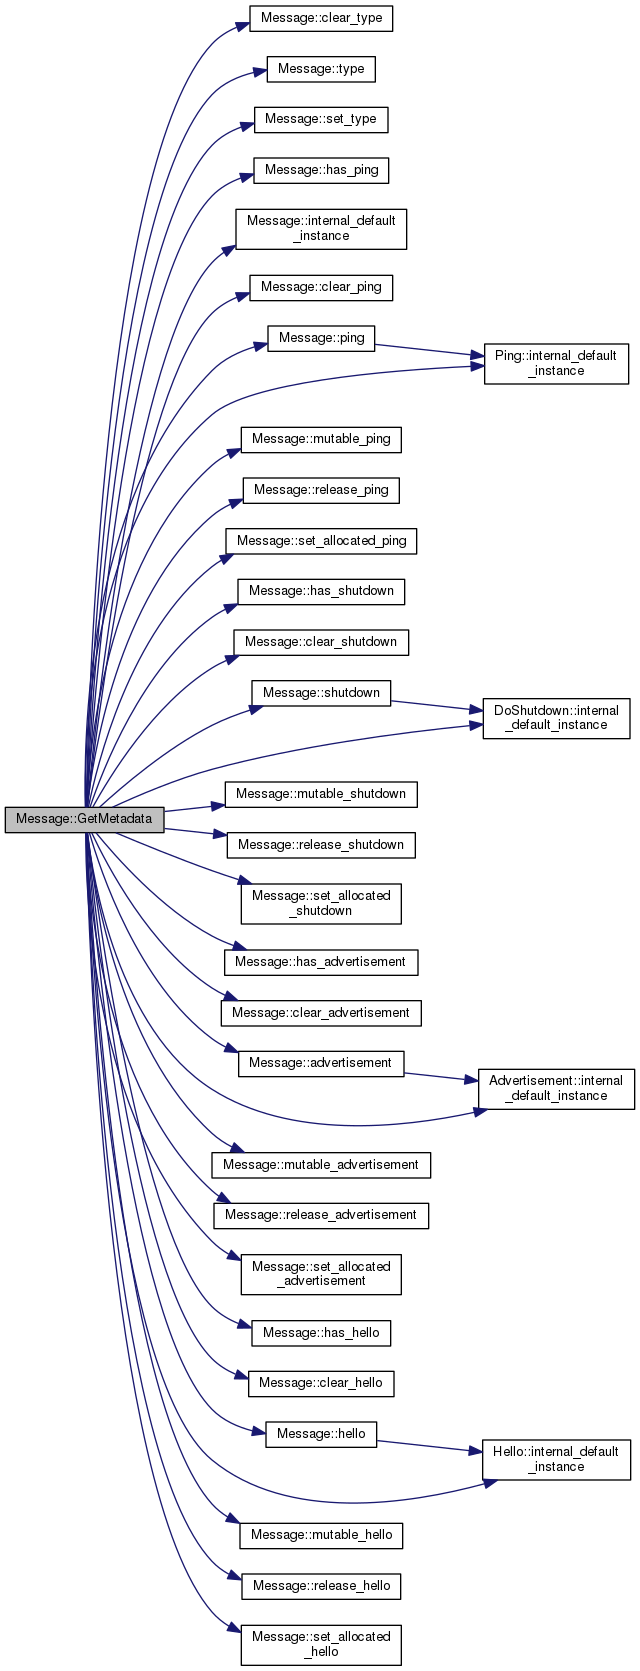 Message::clear_type
Message::type
Message::set_type
Message::has_ping
Message::internal_default
_instance
Message::clear_ping
Message::ping
Ping::internal_default
_instance
Message::mutable_ping
Message::release_ping
Message::set_allocated_ping
Message::has_shutdown
Message::clear_shutdown
Message::shutdown
DoShutdown::internal
_default_instance
Message::mutable_shutdown
Message::GetMetadata
Message::release_shutdown
Message::set_allocated
_shutdown
Message::has_advertisement
Message::clear_advertisement
Message::advertisement
Advertisement::internal
_default_instance
Message::mutable_advertisement
Message::release_advertisement
Message::set_allocated
_advertisement
Message::has_hello
Message::clear_hello
Message::hello
Hello::internal_default
_instance
Message::mutable_hello
Message::release_hello
Message::set_allocated
_hello